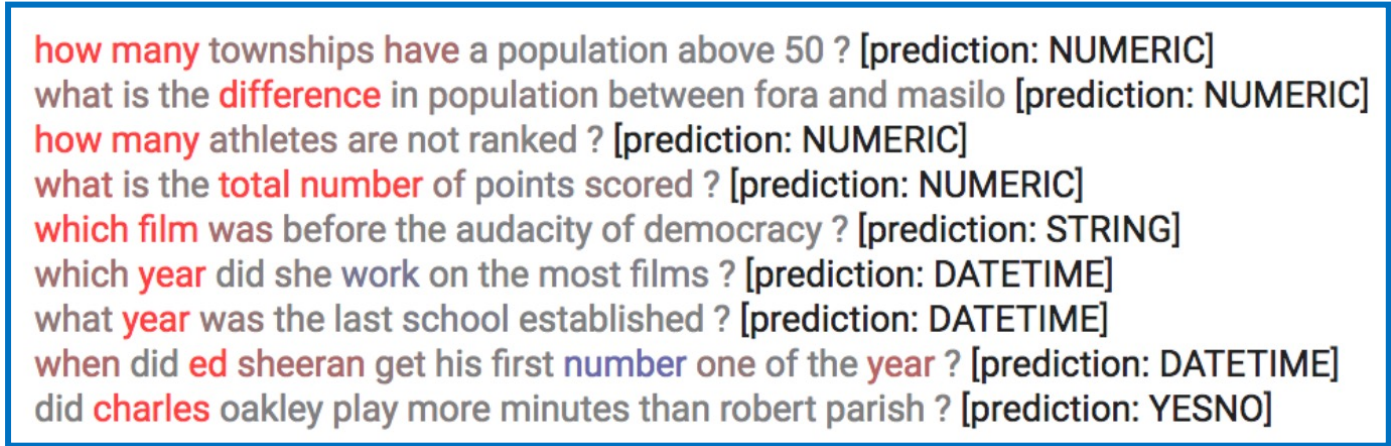 how many townships have a population above 50 ? [prediction: NUMERIC]
what is the difference in population between fora and masilo [prediction: NUMERIC]
how many athletes are not ranked ? [prediction: NUMERIC]
what is the total number of points scored ? [prediction: NUMERIC]
which film was before the audacity of democracy ? [prediction: STRING]
which year did she work on the most films ? [prediction: DATETIME]
what year was the last school established ? [prediction: DATETIME]
when did ed sheeran get his first number one of the year ? [prediction: DATETIME]
did charles oakley play more minutes than robert parish ? [prediction: YESNO]